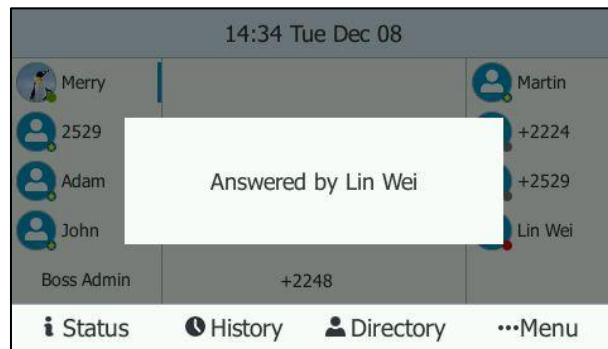 14:34 Tue Dec 08
Merry
Martin
2529
+2224
Adam
Answered by Lin Wei
+2529
John
Lin Wei
Boss Admin
+2248
Status
History
Directory
Menu